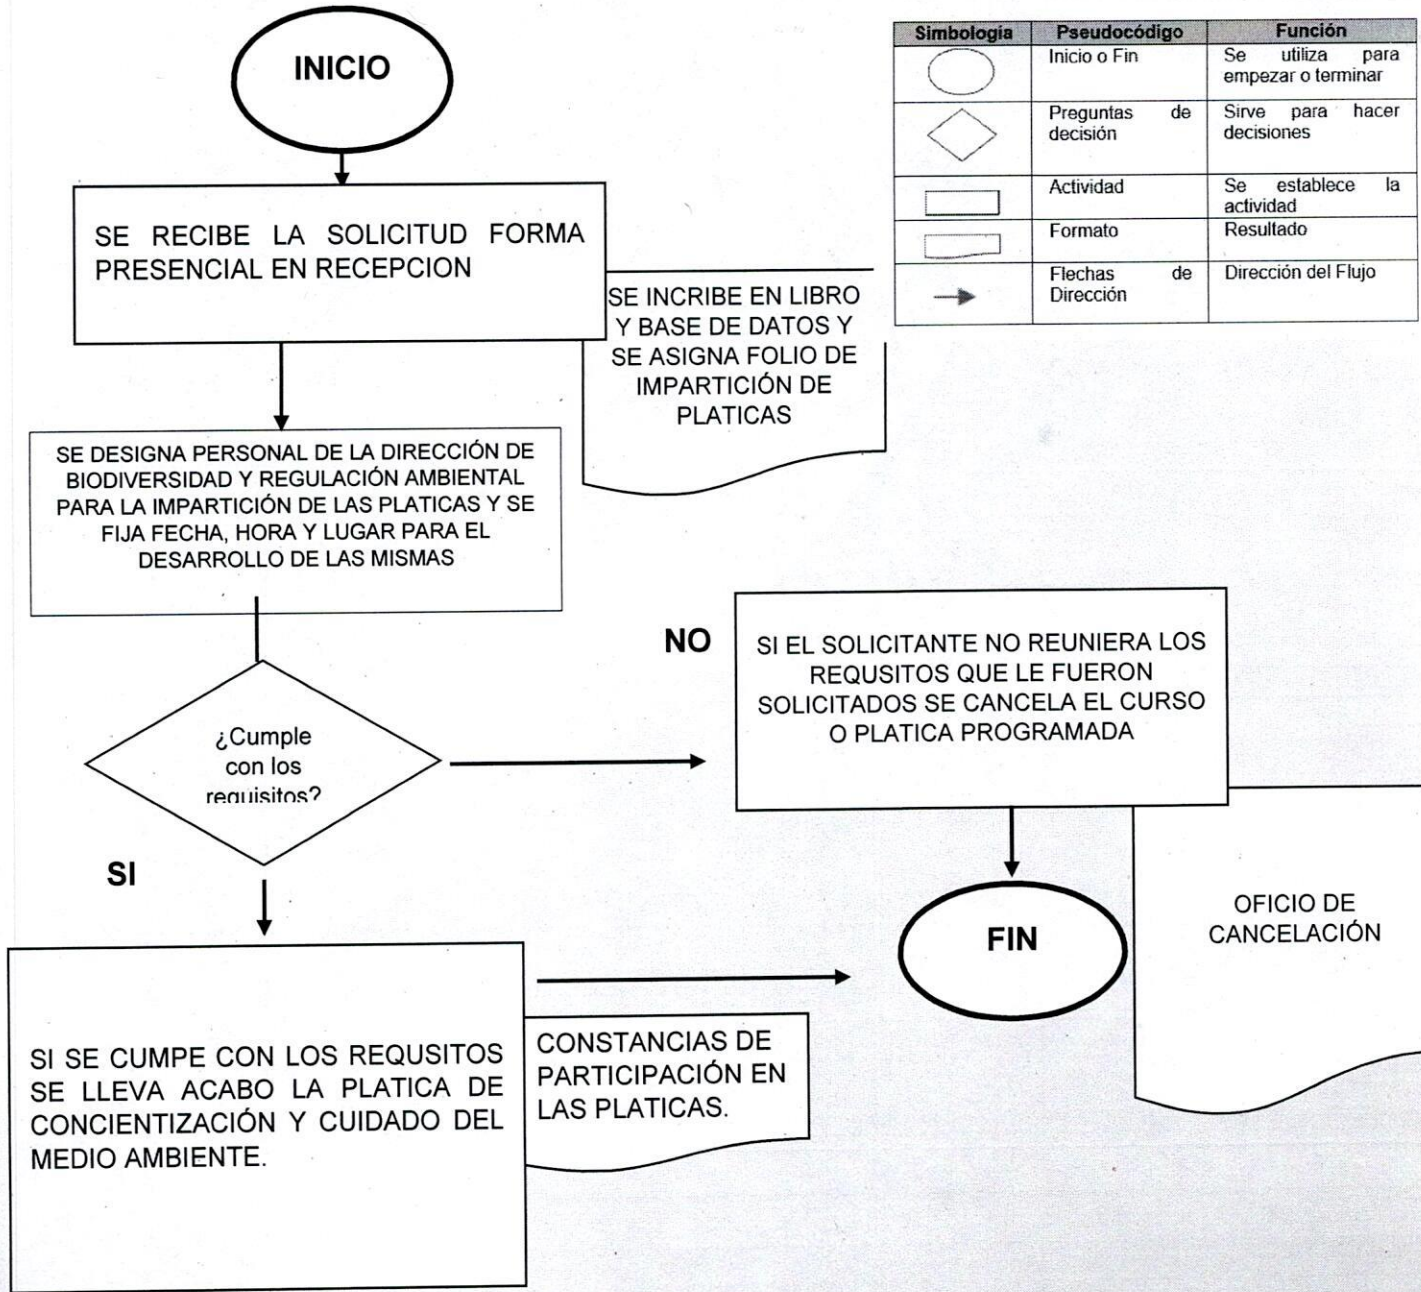 INICIO
Simbologia Pseudocódigo Función
Inicio o Fin Se utiliza para
empezar o terminar
Preguntas de Sirve para hacer
decisión decisiones
Actividad Se establece la
actividad
Formato Resultado
Flechas de Dirección del Flujo
Dirección
SE RECIBE LA SOLICITUD FORMA
PRESENCIAL EN RECEPCION
SE INCRIBE EN LIBRO
Y BASE DE DATOS Y
SE ASIGNA FOLIO DE
IMPARTICIÓN DE
PLATICAS
SE DESIGNA PERSONAL DE LA DIRECCIÓN DE
BIODIVERSIDAD Y REGULACIÓN AMBIENTAL
PARA LA IMPARTICIÓN DE LAS PLATICAS Y SE
FIJA FECHA, HORA Y LUGAR PARA EL
DESARROLLO DE LAS MISMAS
¿Cumple
con los
requisitos?
NO
SI EL SOLICITANTE NO REUNIERA LOS
REQUSITOS QUE LE FUERON
SOLICITADOS SE CANCELA EL CURSO
O PLATICA PROGRAMADA
OFICIO DE
CANCELACIÓN
SI
FIN
SI SE CUMPE CON LOS REQUSITOS
SE LLEVA ACABO LA PLATICA DE
CONCIENTIZACIÓN Y CUIDADO DEL
MEDIO AMBIENTE.
CONSTANCIAS DE
PARTICIPACIÓN EN
LAS PLATICAS.